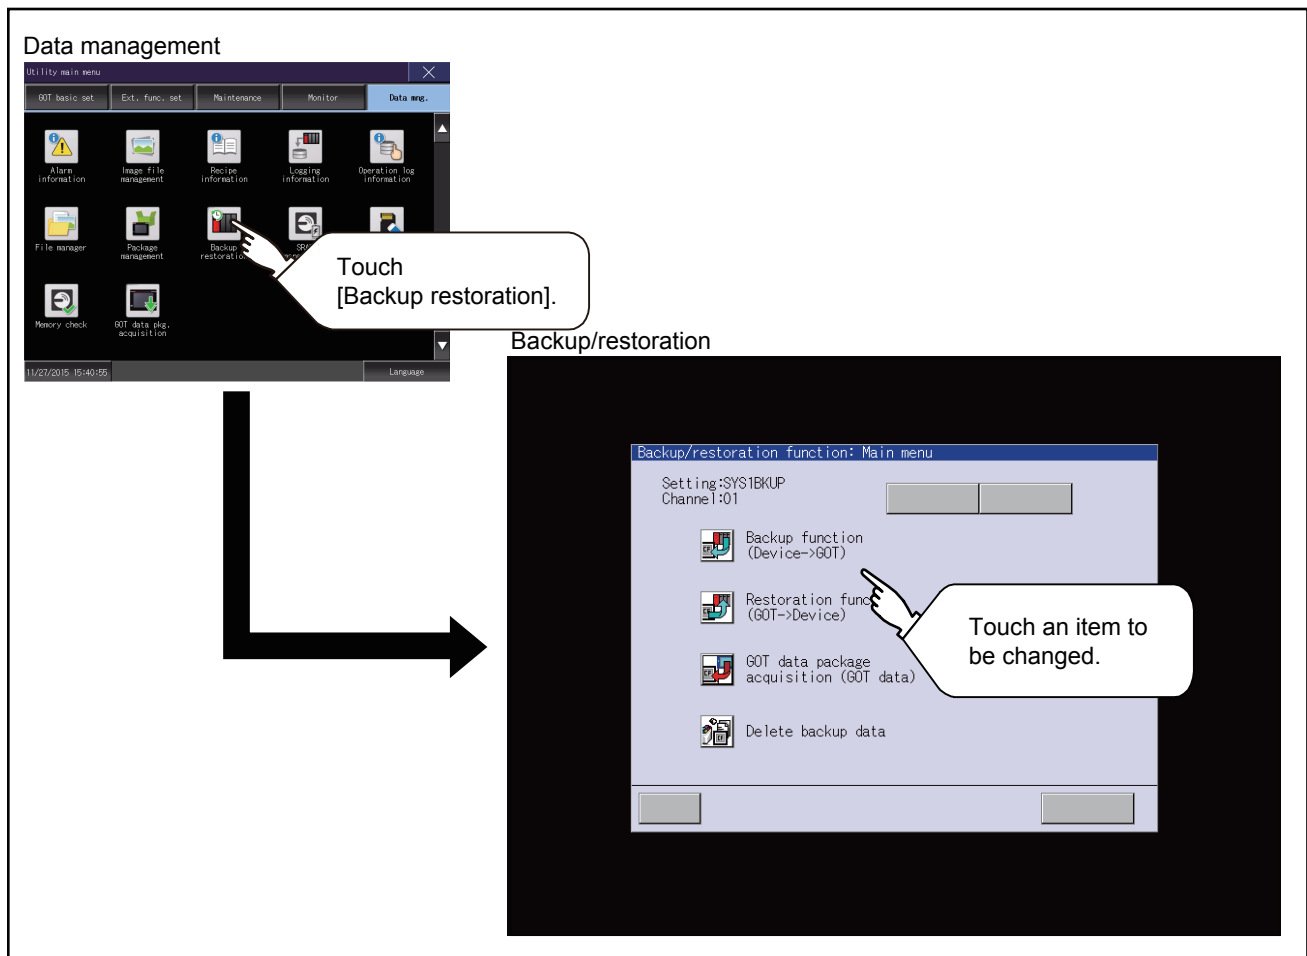 Data management
Utility main menu
GOT basic set
Ext. func. set
Maintenance
Monitor
Data mng.
Alarm
information
Image file
management
Recipe
information
Logging
information
Operation log
information
File manager
Package
management
Backup
Touch
[Backup restoration].
Memory check
GOT data pkg.
acquisition
11/27/2015 15:40:55
Language
Backup/restoration
Backup/restoration function: Main menu
Setting:SYS1BKUP
Channel:01
Backup function
(Device->GOT)
Restoration
(GOT->Device)
Touch an item to
be changed.
GOT data package
acquisition (GOT data)
Delete backup data